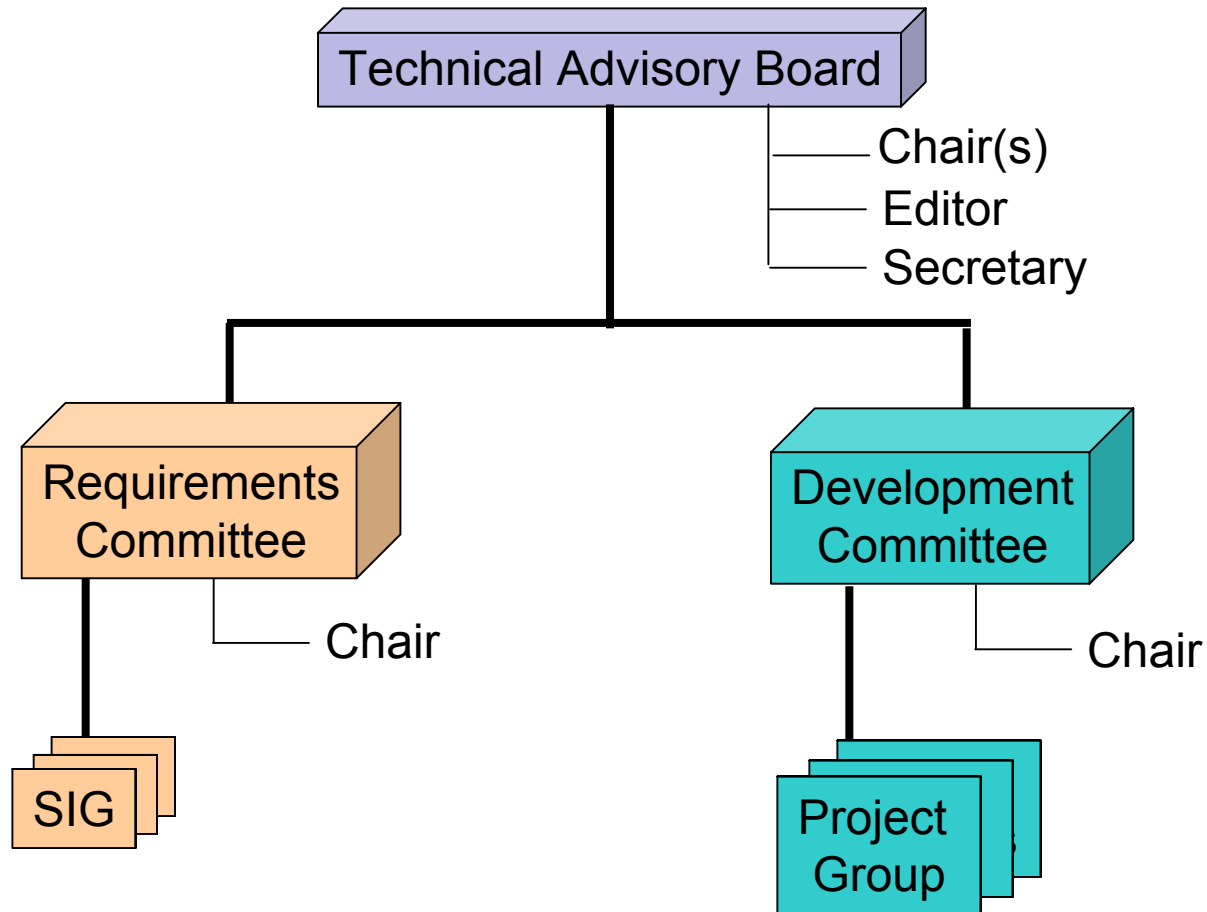 Technical Advisory Board
Chair(s)
Editor
Secretary
Requirements
Committee
Development
Committee
Chair
Chair
SIG
Project
Group